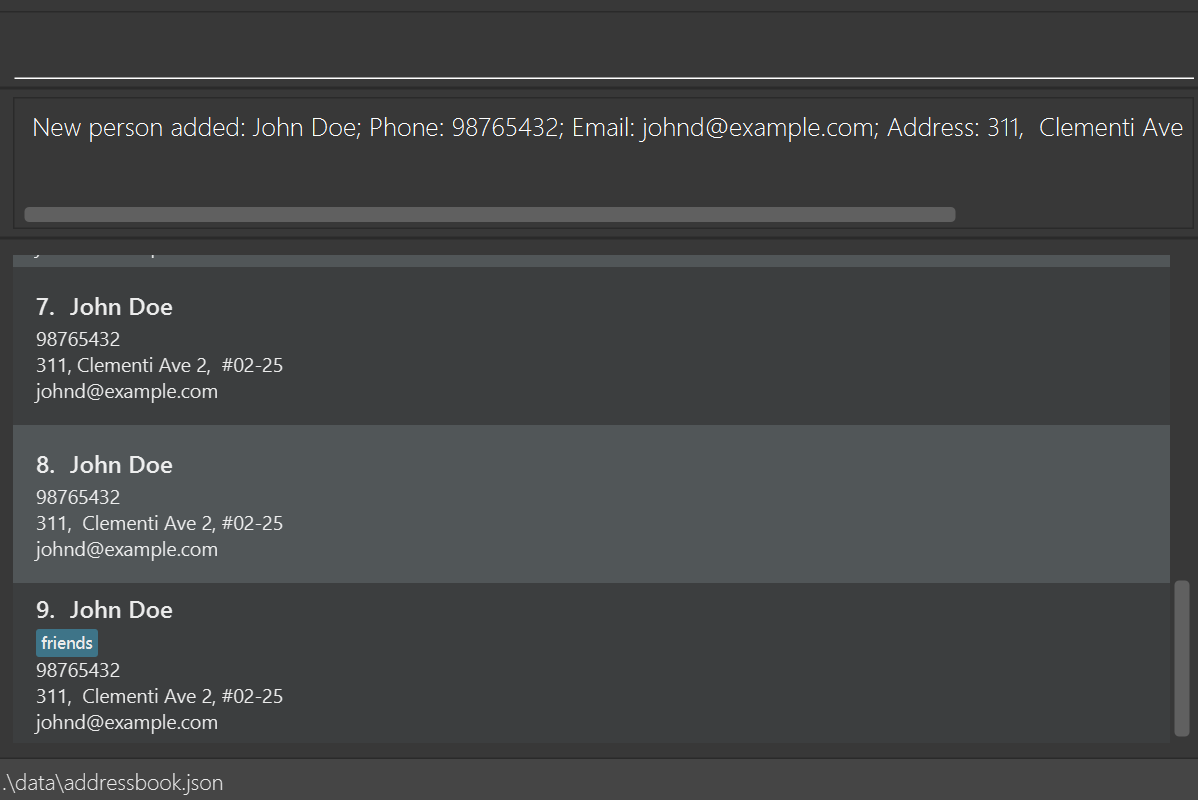 New person added: John Doe; Phone: 98765432; Email: johnd@example.com; Address: 311,  Clementi Ave
7.  John Doe
98765432
311, Clementi Ave 2,  #02-25
johnd@example.com
8.  John Doe
98765432
311,  Clementi Ave 2, #02-25
johnd@example.com
9.  John Doe
friends
98765432
311,  Clementi Ave 2, #02-25
johnd@example.com
.\data\addressbook.json